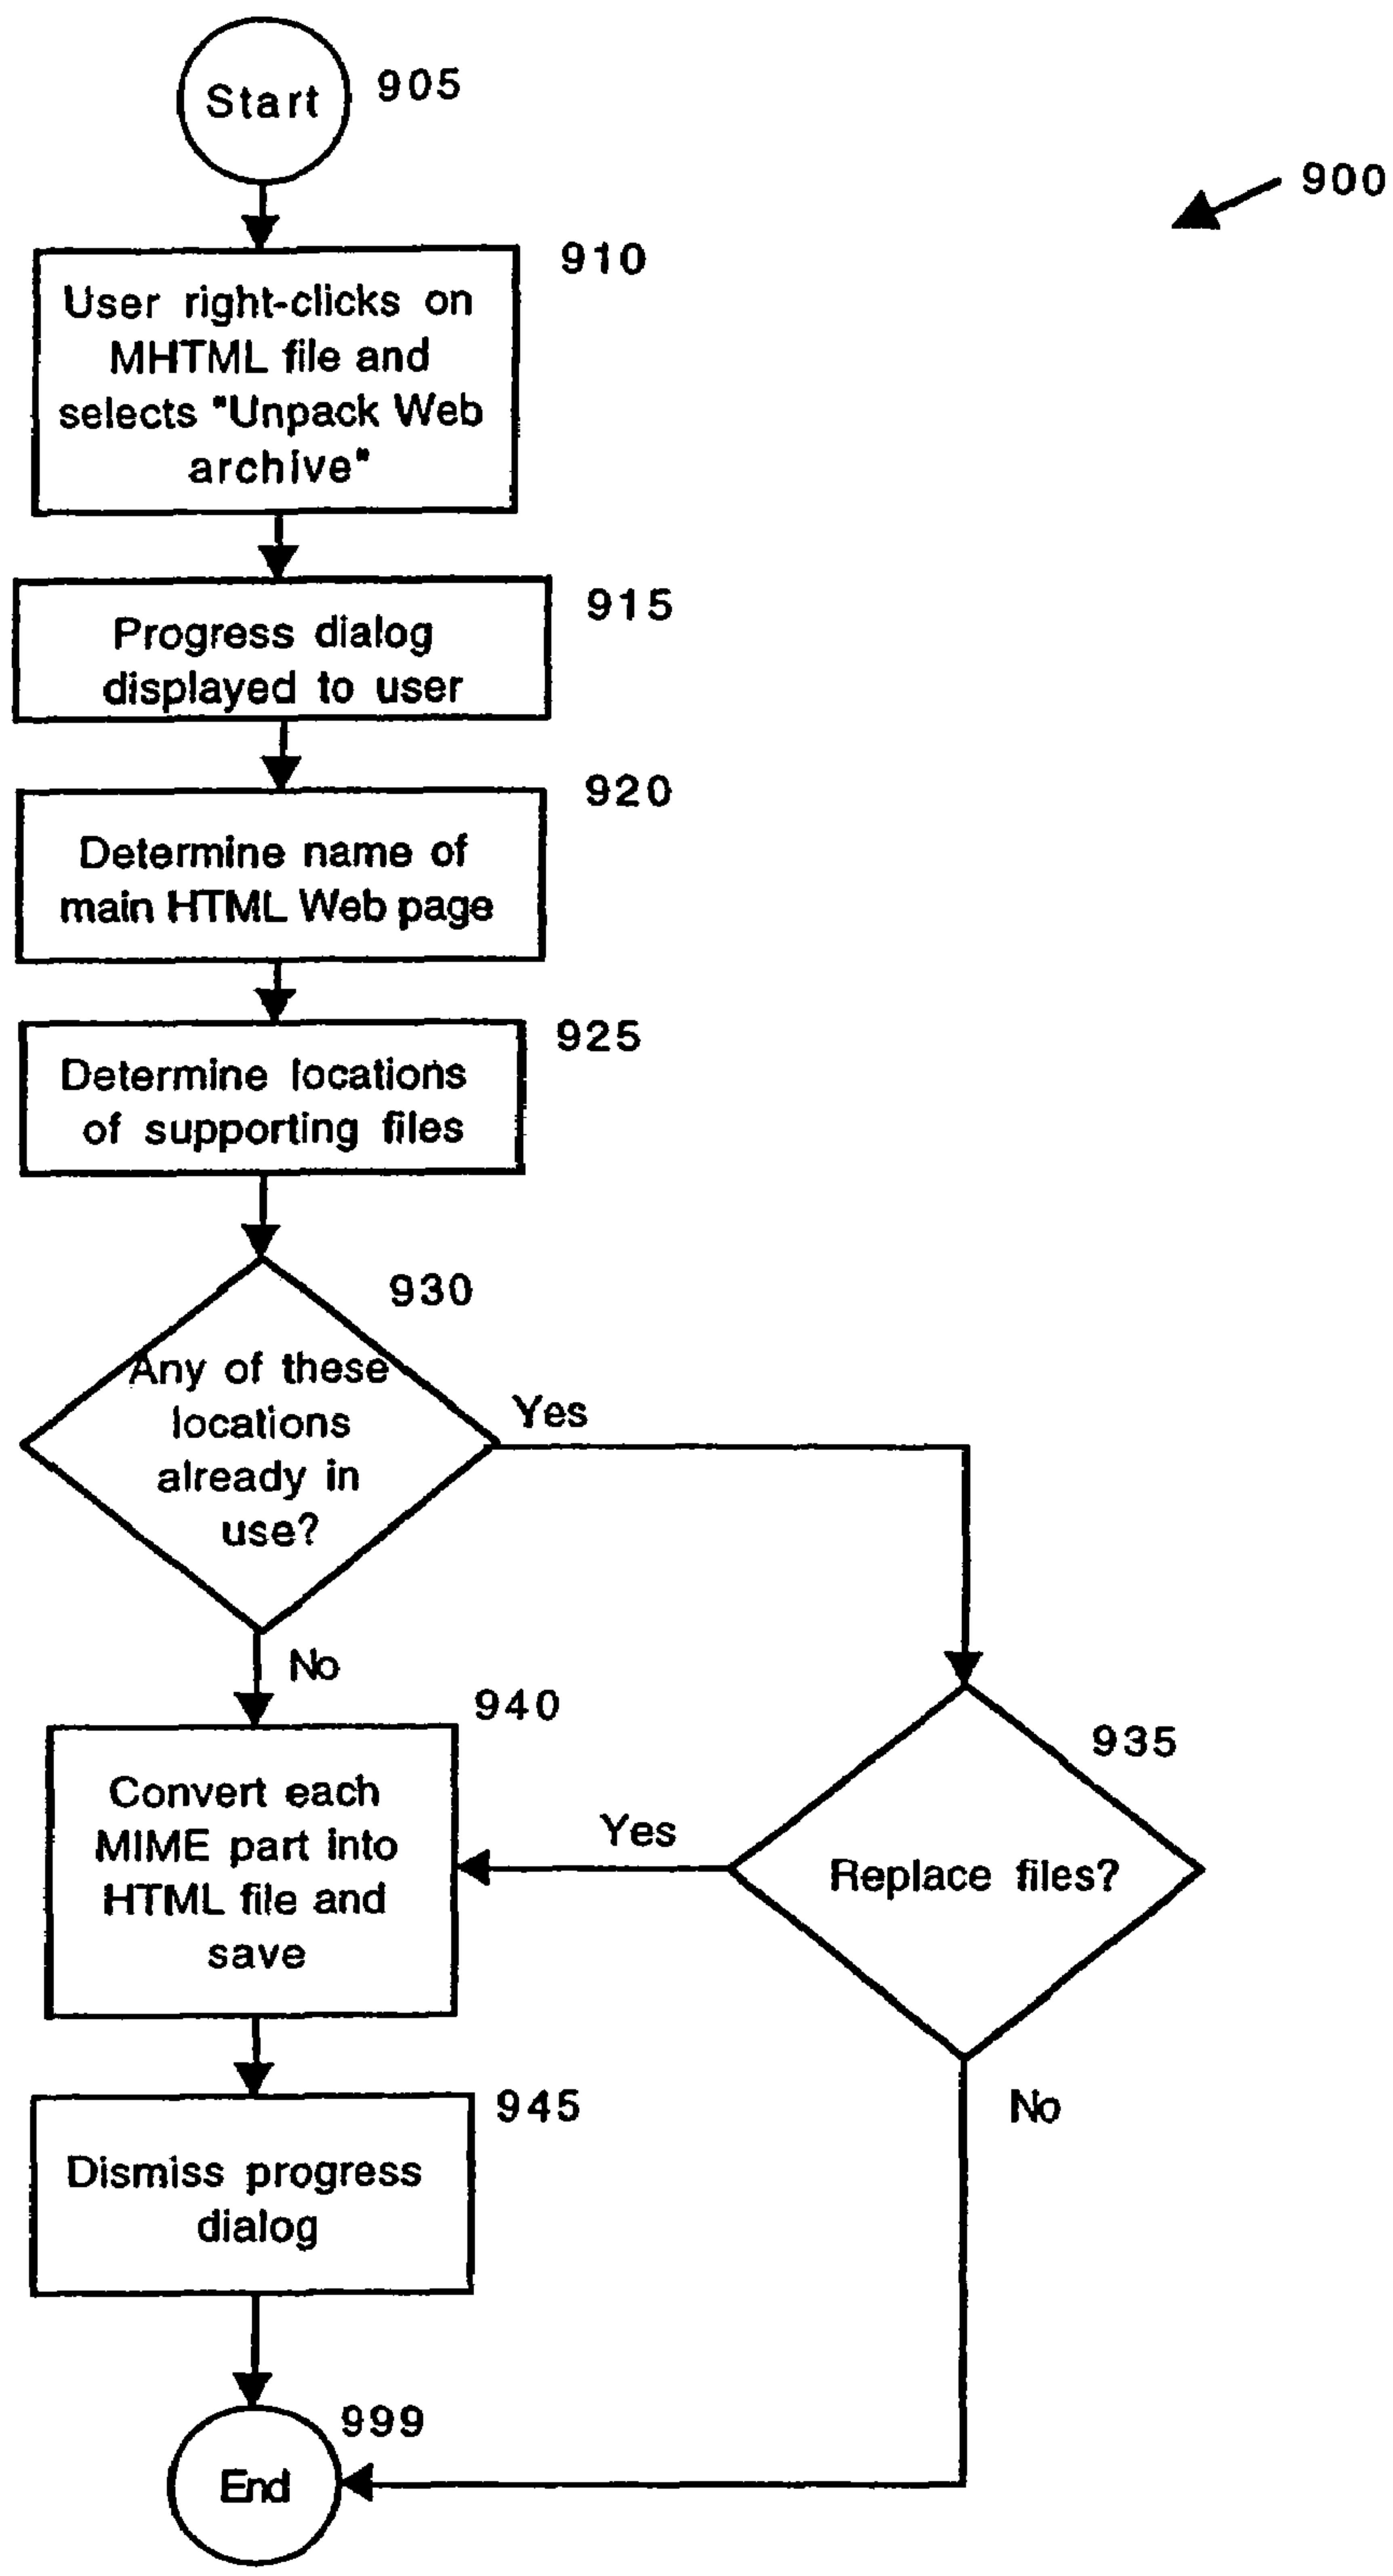 Start
905
900
910
User right-clicks on
MHTML file and
selects "Unpack Web
archive"
915
Progress dialog
displayed to user
920
Determine name of
main HTML Web page
925
Determine locations
of supporting files
930
Any of these
locations
already in
use?
Yes
No
940
935
Convert each
MIME part into
HTML file and
save
Yes
Replace files?
945
No
Dismiss progress
dialog
999
End